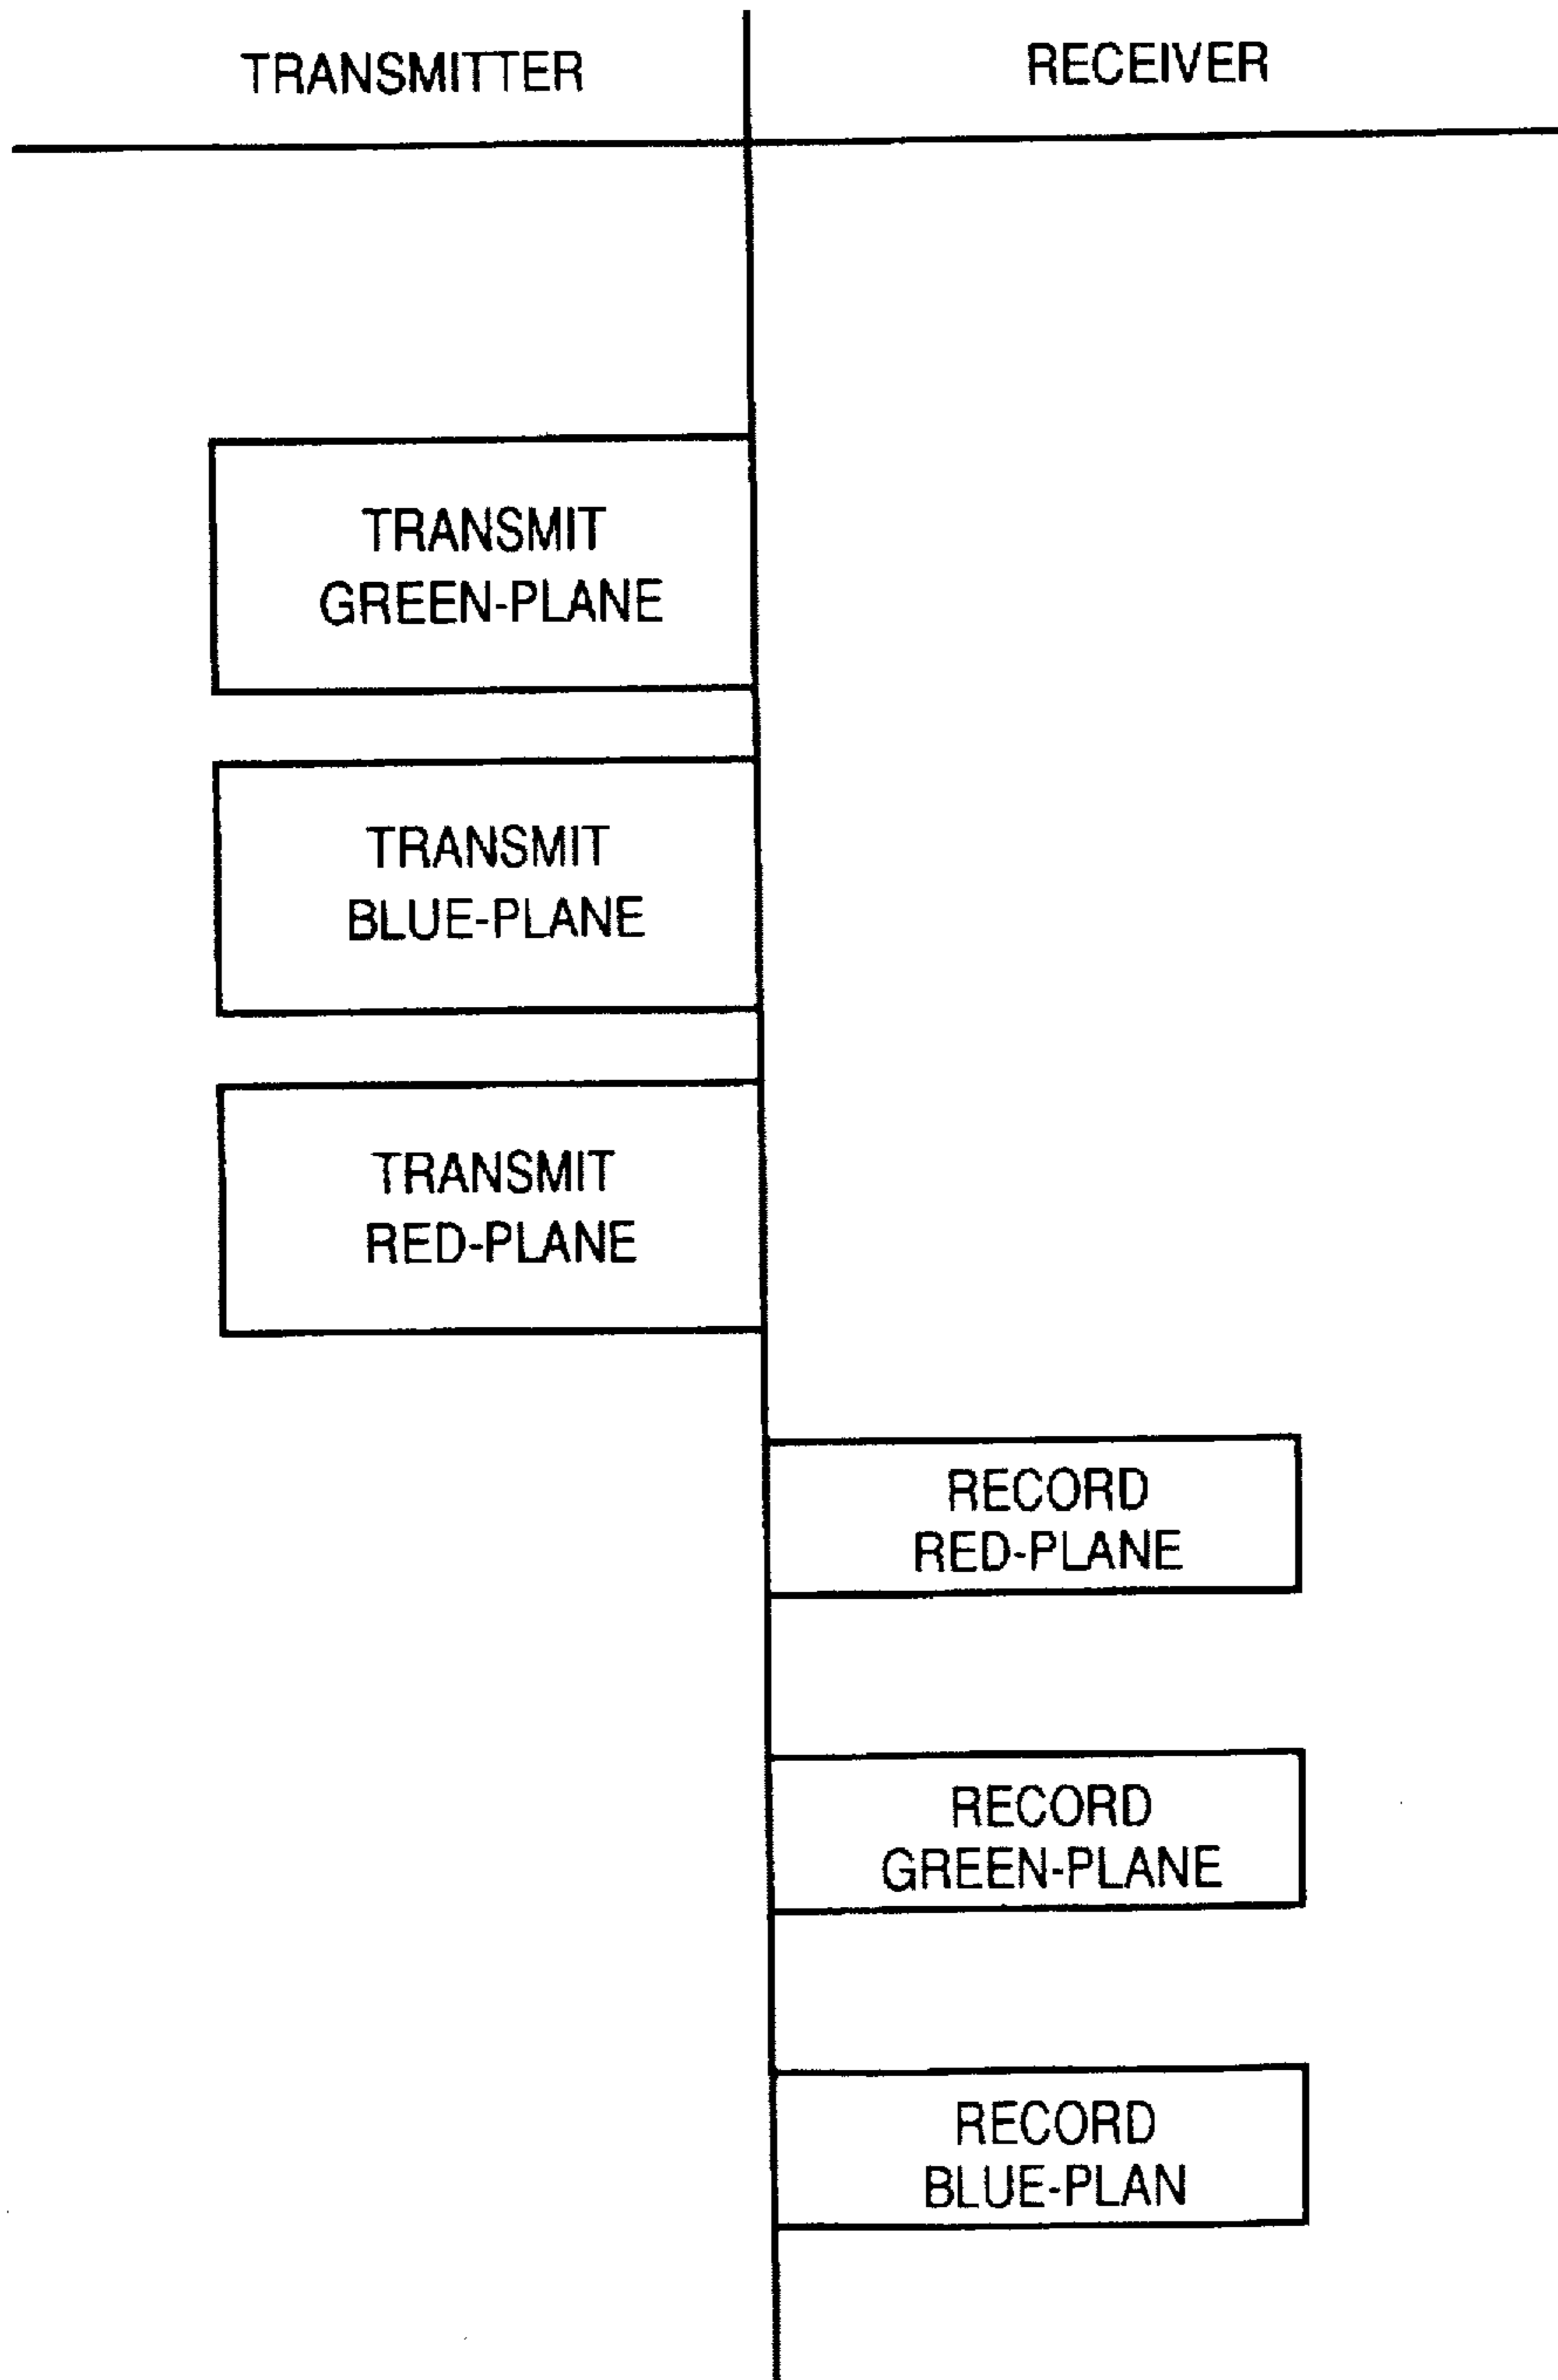 TRANSMITTER
RECEIVER
TRANSMIT
GREEN-PLANE
TRANSMIT
BLUE-PLANE
TRANSMIT
RED-PLANE
RECORD
RED-PLANE
RECORD
GREEN-PLANE
RECORD
BLUE-PLAN